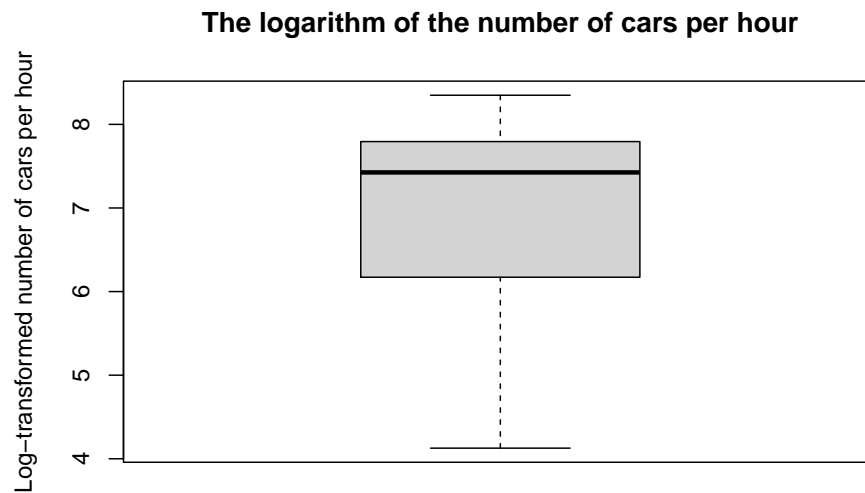 The logarithm of the number of cars per hour
Log−transformed number of cars per hour
8
7
6
5
4